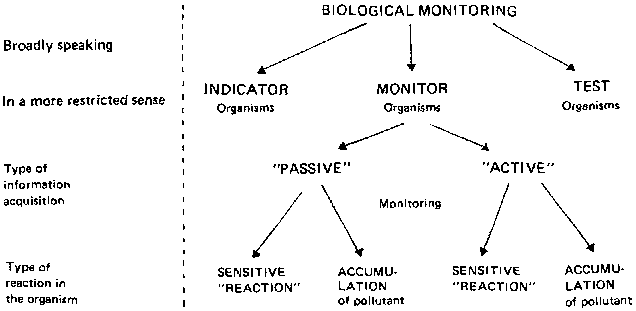 BIOLOGICAL MONITORING
Broadly speaking
In a more restricted sense
INDICATOR
Organisms
MONITOR
Organisms
TEST
Organisms
Type of
information
acquisition
"PASSIVE"
"ACTIVE"
Monitoring
Type of
reaction in
the organism
SENSITIVE
"REACTION"
ACCUMU-
LATION
of pollutant
SENSITIVE
"REACTION"
ACCUMU-
LATION
of pollutant